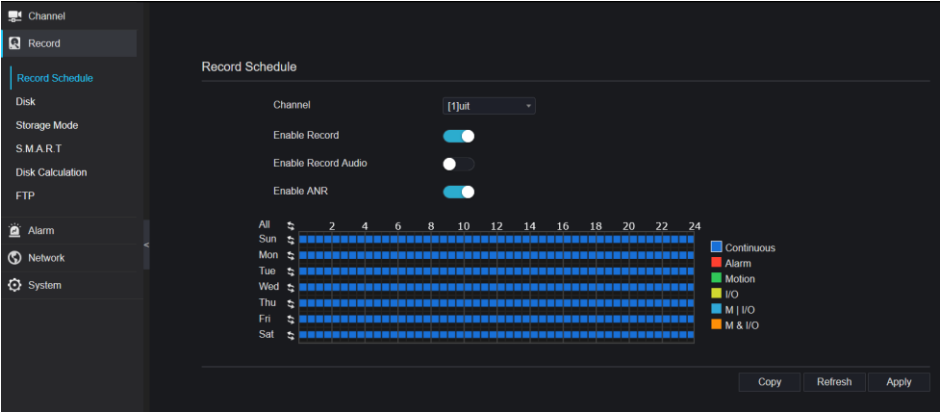 Channel
Record
Record Schedule
Disk
Storage Mode
S.M.A.R.T
Disk Calculation
FTP
Alarm
Network
System
<
Record Schedule
Channel [1]uit
Enable Record
Enable Record Audio
Enable ANR
All 2 4 6 8 10 12 14 16 18 20 22 24
Sun
Mon
Tue
Wed
Thu
Fri
Sat
Continuous
Alarm
Motion
I/O
M | I/O
M & I/O
Copy Refresh Apply